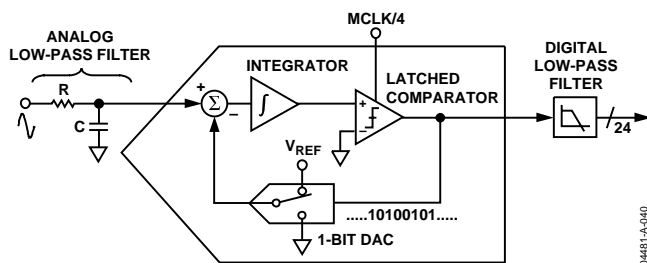 MCLK/4
ANALOG
LOW-PASS FILTER
INTEGRATOR
DIGITAL
LOW-PASS
FILTER
LATCHED
COMPARATOR
R
+
Σ
–
∫
+
–
C
24
VREF
.....10100101.....
1-BIT DAC
04481-A-040